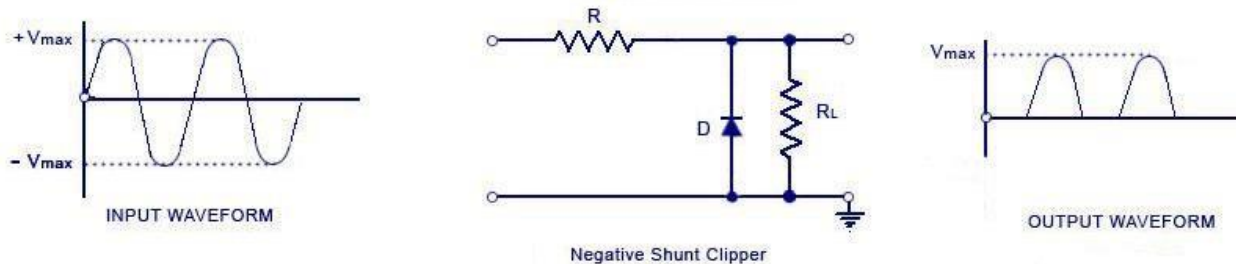 + Vmax
- Vmax
INPUT WAVEFORM
R
D
RL
Negative Shunt Clipper
Vmax
OUTPUT WAVEFORM